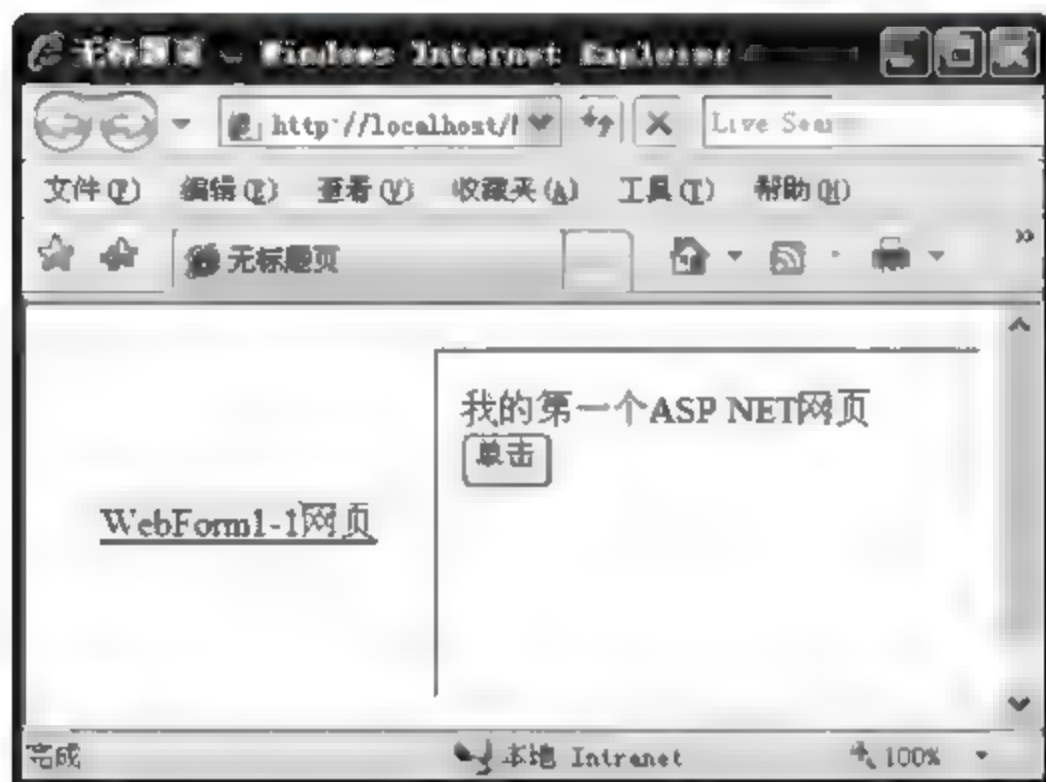 无标题页 - Windows Internet Explorer
http://localhost/
Live Sear
文件(F) 编辑(E) 查看(V) 收藏夹(A) 工具(T) 帮助(H)
无标题页
»
我的第一个ASP NET网页
单击
WebForm1-1网页
完成 本地 Intranet 100%